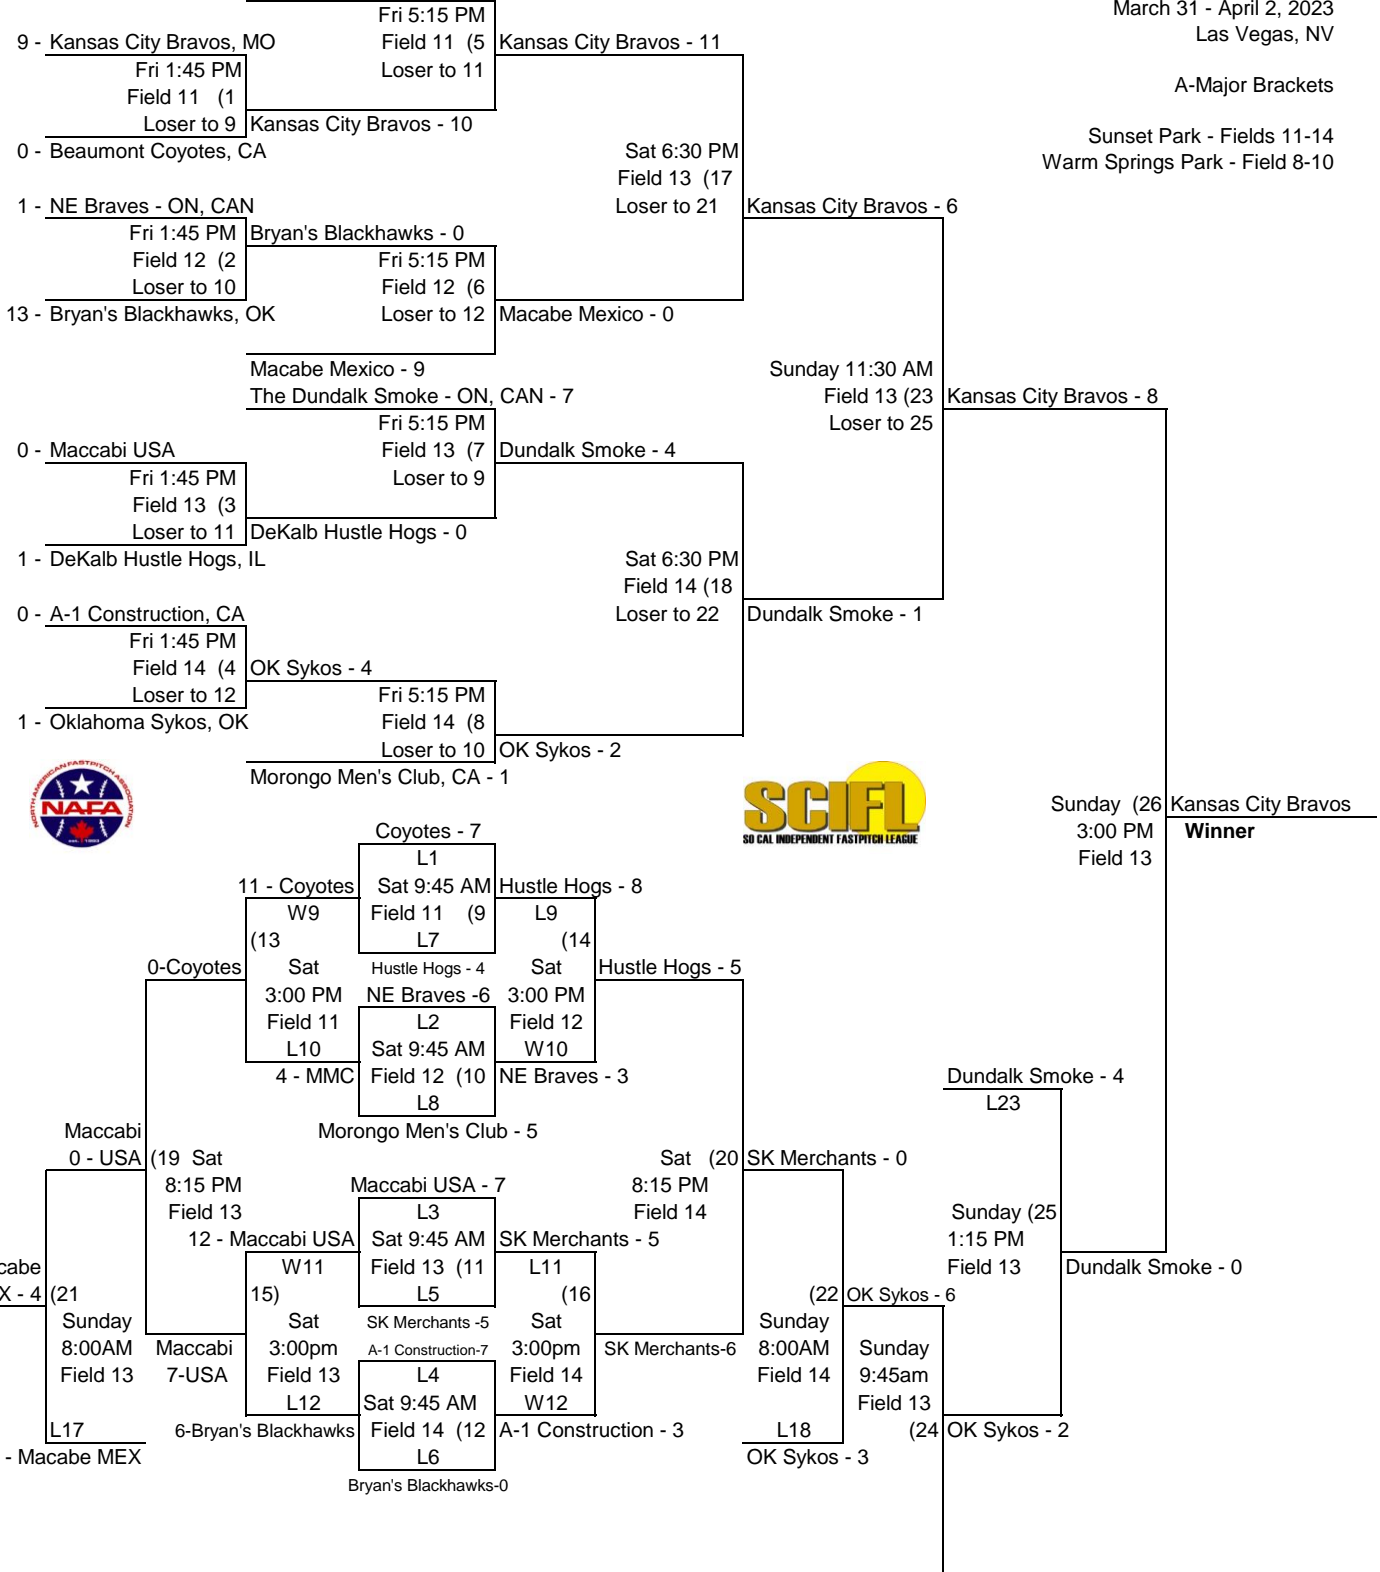 March 31 - April 2, 2023
Las Vegas, NV
A-Major Brackets
Sunset Park - Fields 11-14
Warm Springs Park - Field 8-10
Fri 5:15 PM
9 - Kansas City Bravos, MO
Field 11 (5
Kansas City Bravos - 11
Fri 1:45 PM
Loser to 11
Field 11 (1
Loser to 9
Kansas City Bravos - 10
0 - Beaumont Coyotes, CA
Sat 6:30 PM
Field 13 (17
1 - NE Braves - ON, CAN
Loser to 21
Kansas City Bravos - 6
Fri 1:45 PM
Bryan's Blackhawks - 0
Field 12 (2
Fri 5:15 PM
Loser to 10
Field 12 (6
13 - Bryan's Blackhawks, OK
Loser to 12
Macabe Mexico - 0
Macabe Mexico - 9
Sunday 11:30 AM
The Dundalk Smoke - ON, CAN - 7
Field 13 (23
Kansas City Bravos - 8
Fri 5:15 PM
Loser to 25
0 - Maccabi USA
Field 13 (7
Dundalk Smoke - 4
Fri 1:45 PM
Loser to 9
Field 13 (3
Loser to 11
DeKalb Hustle Hogs - 0
1 - DeKalb Hustle Hogs, IL
Sat 6:30 PM
Field 14 (18
0 - A-1 Construction, CA
Loser to 22
Dundalk Smoke - 1
Fri 1:45 PM
Field 14 (4
OK Sykos - 4
Loser to 12
Fri 5:15 PM
1 - Oklahoma Sykos, OK
Field 14 (8
Loser to 10
OK Sykos - 2
Morongo Men's Club, CA - 1
NORTH AMERICAN FASTPITCH ASSOCIATION
NAFA
SCIFL
SO CAL INDEPENDENT FASTPITCH LEAGUE
Sunday (26
Kansas City Bravos
3:00 PM
Winner
Field 13
Coyotes - 7
L1
11 - Coyotes
Sat 9:45 AM
Hustle Hogs - 8
W9
Field 11 (9
L9
(13
L7
(14
0-Coyotes
Sat
Hustle Hogs - 4
Sat
Hustle Hogs - 5
3:00 PM
NE Braves -6
3:00 PM
Field 11
L2
Field 12
L10
Sat 9:45 AM
W10
4 - MMC
Field 12 (10
NE Braves - 3
Dundalk Smoke - 4
L8
L23
Maccabi
Morongo Men's Club - 5
0 - USA
(19 Sat
Sat (20
SK Merchants - 0
8:15 PM
Maccabi USA - 7
8:15 PM
Field 13
L3
Field 14
Sunday (25
12 - Maccabi USA
Sat 9:45 AM
SK Merchants - 5
1:15 PM
cabe
W11
Field 13 (11
L11
Field 13
Dundalk Smoke - 0
X - 4
(21
15)
L5
(16
(22
OK Sykos - 6
Sunday
Sat
SK Merchants -5
Sat
Sunday
8:00AM
Maccabi
3:00pm
A-1 Construction-7
3:00pm
SK Merchants-6
8:00AM
Sunday
Field 13
7-USA
Field 13
L4
Field 14
Field 14
9:45am
L12
Sat 9:45 AM
W12
Field 13
L17
6-Bryan's Blackhawks
Field 14 (12
A-1 Construction - 3
L18
(24
OK Sykos - 2
- Macabe MEX
L6
OK Sykos - 3
Bryan's Blackhawks-0